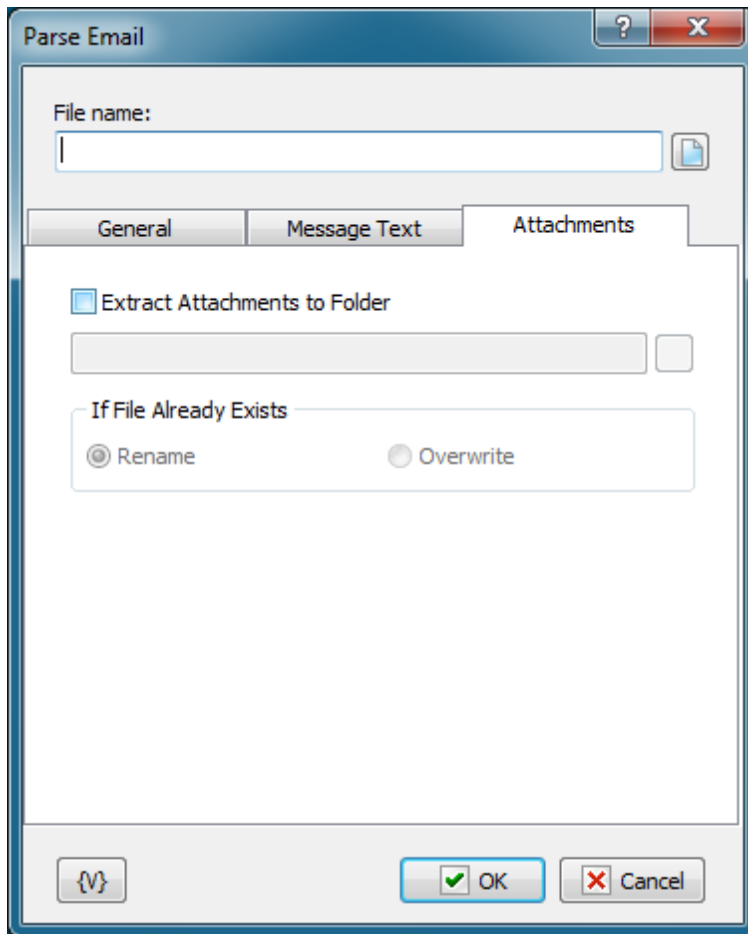 Parse Email
?
File name:
General Message Text Attachments
Extract Attachments to Folder
If File Already Exists
Rename Overwrite
{V} OK Cancel